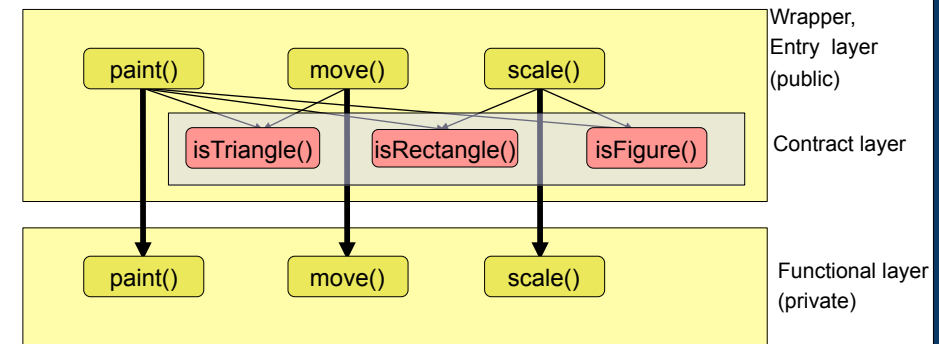 Wrapper,
Entry layer
(public)
paint()
move()
scale()
isTriangle()
isRectangle()
isFigure()
Contract layer
paint()
move()
scale()
Functional layer
(private)